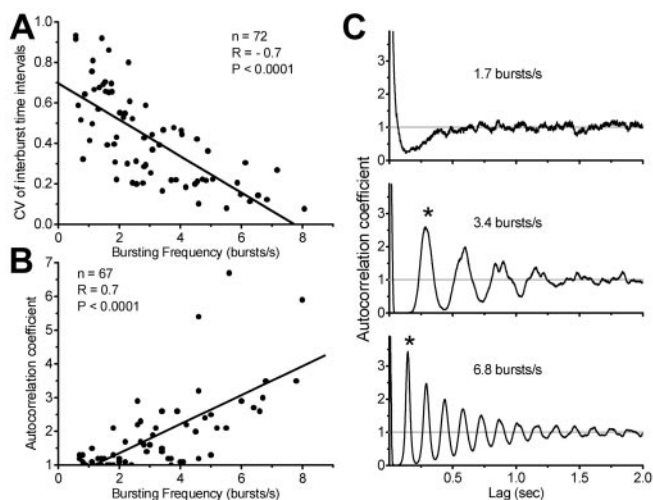 A
1.0
0.8
0.6
0.4
0.2
0.0
CV of interburst time intervals
n = 72
R = - 0.7
P < 0.0001
0 2 4 6 8
Bursting Frequency (bursts/s)
B
7
6
5
4
3
2
1
Autocorrelation coefficient
n = 67
R = 0.7
P < 0.0001
0 2 4 6 8
Bursting Frequency (bursts/s)
C
3
2
1
0
1.7 bursts/s
3
2
1
0
*
3.4 bursts/s
3
2
1
0
*
6.8 bursts/s
Autocorrelation coefficient
0.5 1.0 1.5 2.0
Lag (sec)